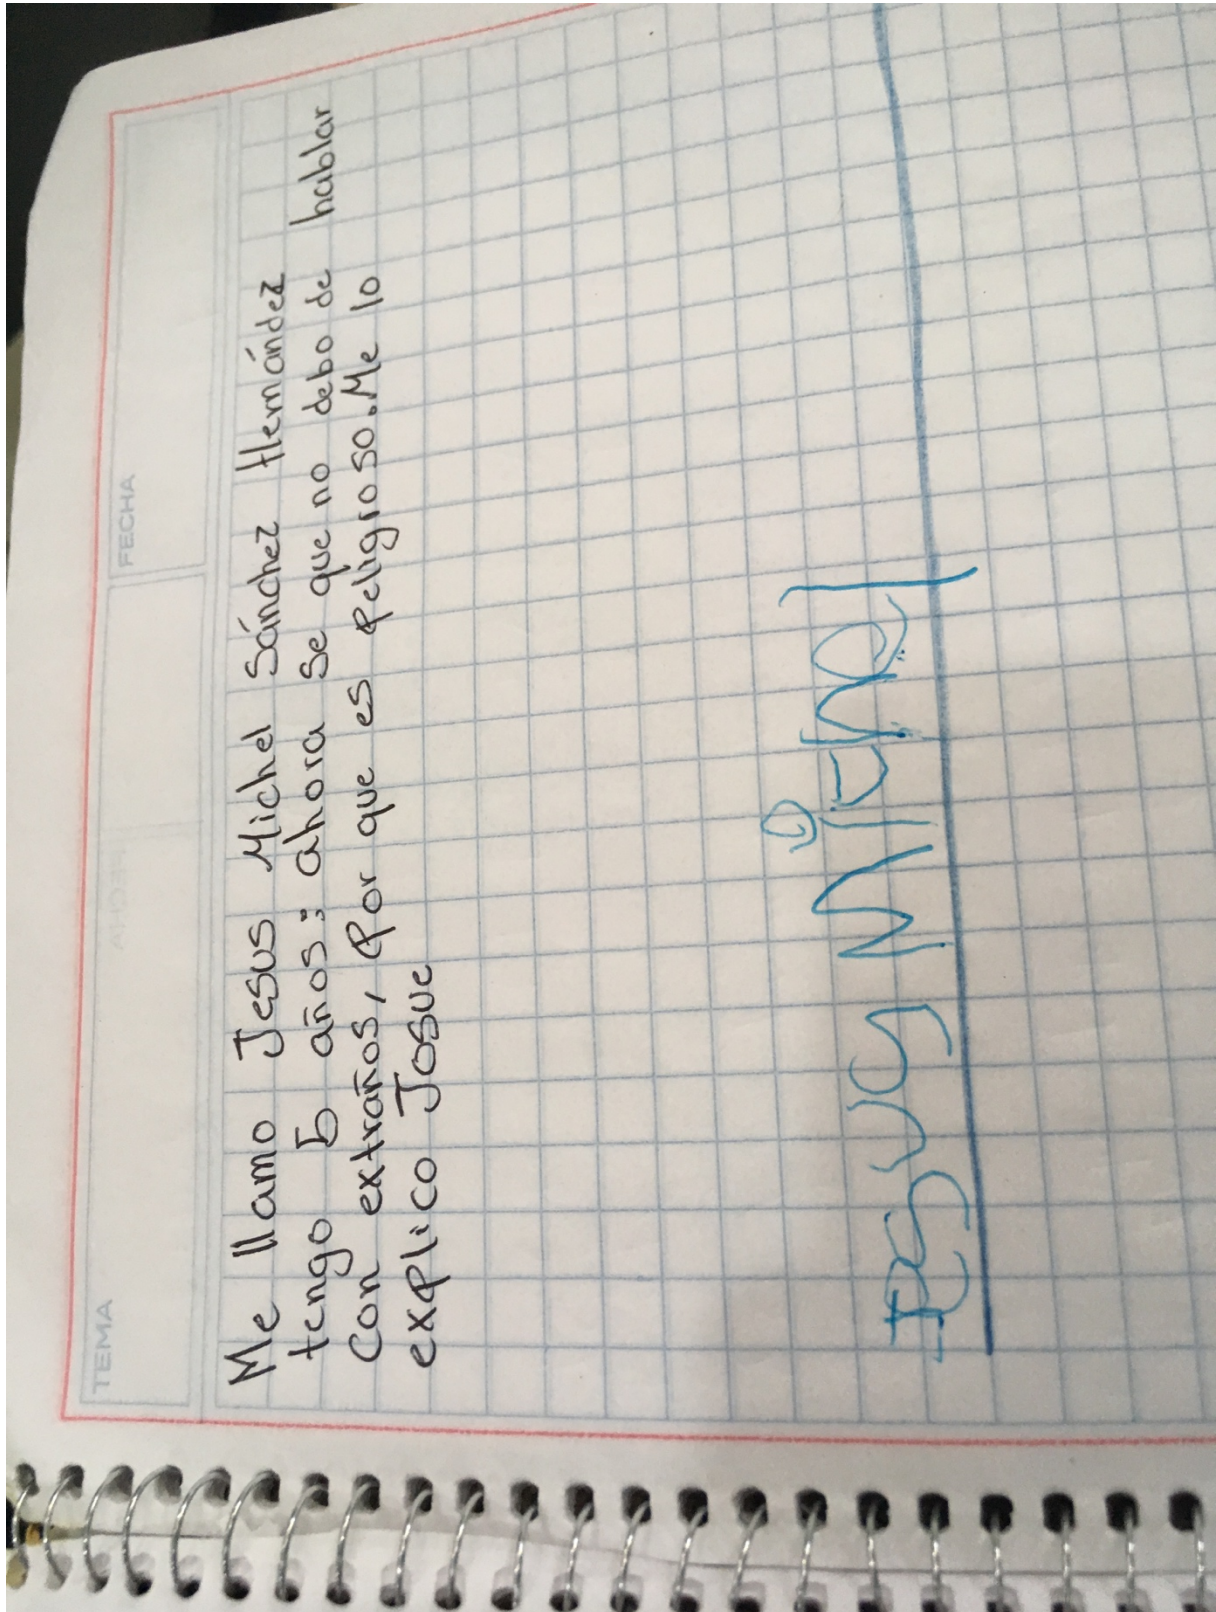 TEMA
FECHA
Me llamo Jesus Michel Sánchez Hernández
tengo 5 años: ahora se que no debo de hablar
con extraños, Por que es Peligroso. Me lo
explico Josue
Jesus Michel